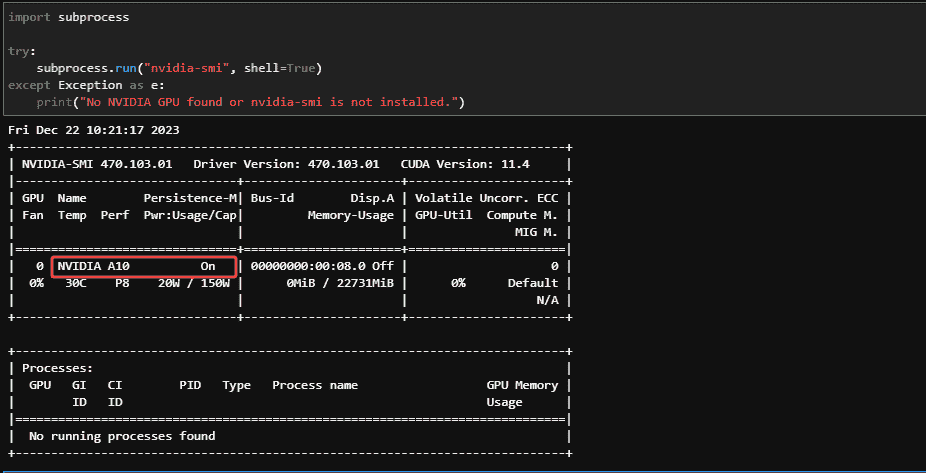 import subprocess
try:
    subprocess.run("nvidia-smi", shell=True)
except Exception as e:
    print("No NVIDIA GPU found or nvidia-smi is not installed.")
Fri Dec 22 10:21:17 2023
+-----------------------------------------------------------------------------+
| NVIDIA-SMI 470.103.01   Driver Version: 470.103.01   CUDA Version: 11.4     |
|-------------------------------+----------------------+----------------------+
| GPU  Name        Persistence-M| Bus-Id        Disp.A | Volatile Uncorr. ECC |
| Fan  Temp  Perf  Pwr:Usage/Cap|         Memory-Usage | GPU-Util  Compute M. |
|                               |                      |               MIG M. |
|===============================+======================+======================|
|   0  NVIDIA A10          On   | 00000000:00:08.0 Off |                    0 |
|  0%   30C    P8    20W / 150W |      0MiB / 22731MiB |      0%      Default |
|                               |                      |                  N/A |
+-------------------------------+----------------------+----------------------+
+-----------------------------------------------------------------------------+
| Processes:                                                                  |
|  GPU   GI   CI        PID   Type   Process name                  GPU Memory |
|        ID   ID                                                   Usage      |
|=============================================================================|
|  No running processes found                                                 |
+-----------------------------------------------------------------------------+